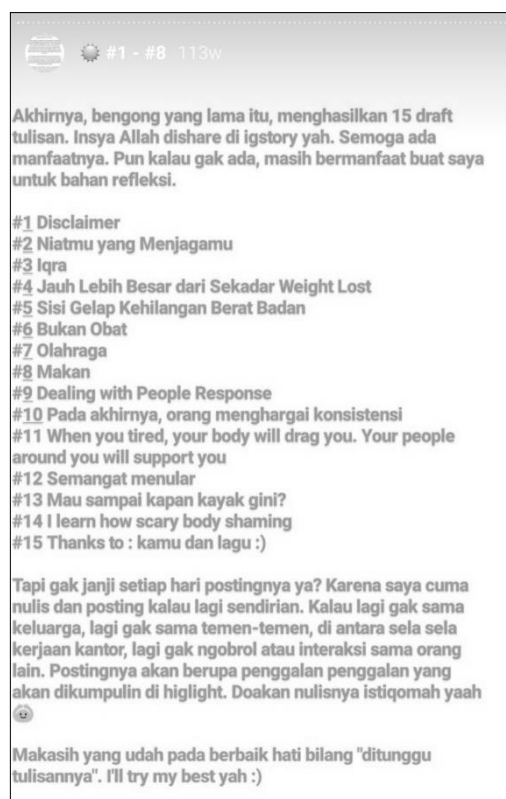 #1 - #8 113w
Akhirnya, bengong yang lama itu, menghasilkan 15 draft
tulisan. Insya Allah dishare di igstory yah. Semoga ada
manfaatnya. Pun kalau gak ada, masih bermanfaat buat saya
untuk bahan refleksi.
#1 Disclaimer
#2 Niatmu yang Menjagamu
#3 Iqra
#4 Jauh Lebih Besar dari Sekadar Weight Lost
#5 Sisi Gelap Kehilangan Berat Badan
#6 Bukan Obat
#7 Olahraga
#8 Makan
#9 Dealing with People Response
#10 Pada akhirnya, orang menghargai konsistensi
#11 When you tired, your body will drag you. Your people
around you will support you
#12 Semangat menular
#13 Mau sampai kapan kayak gini?
#14 I learn how scary body shaming
#15 Thanks to : kamu dan lagu :)
Tapi gak janji setiap hari postingnya ya? Karena saya cuma
nulis dan posting kalau lagi sendirian. Kalau lagi gak sama
keluarga, lagi gak sama temen-temen, di antara sela sela
kerjaan kantor, lagi gak ngobrol atau interaksi sama orang
lain. Postingnya akan berupa penggalan penggalan yang
akan dikumpulin di higlight. Doakan nulisnya istiqomah yaah
Makasih yang udah pada berbaik hati bilang "ditunggu
tulisannya". I'll try my best yah :)